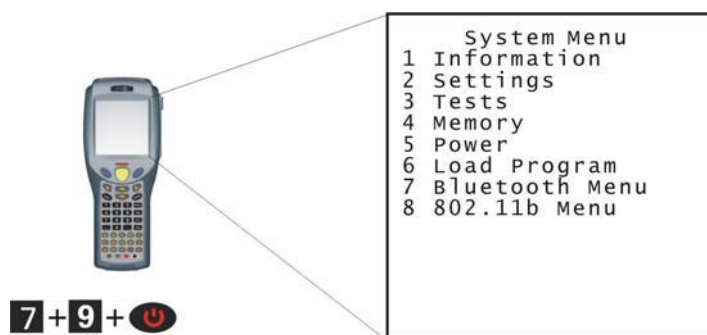 System Menu
1 Information
2 Settings
3 Tests
4 Memory
5 Power
6 Load Program
7 Bluetooth Menu
8 802.11b Menu
7+9+